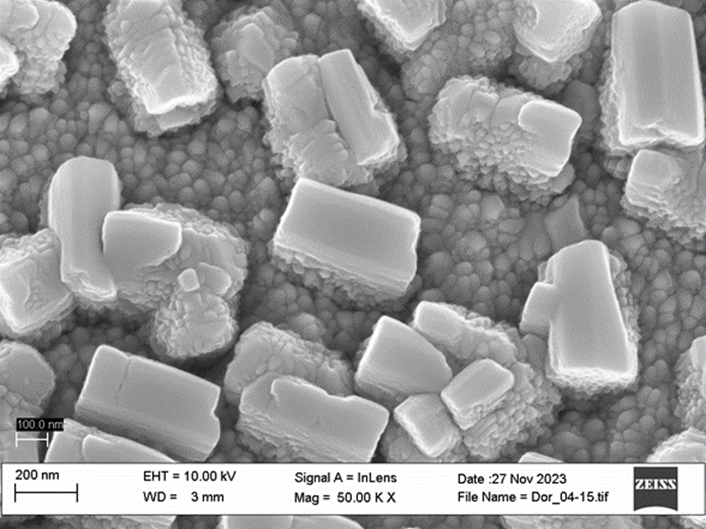 100.0 nm
200 nm
EHT = 10.00 kV
Signal A = InLens
Date :27 Nov 2023
ZEISS
WD = 3 mm
Mag = 50.00 K X
File Name = Dor_04-15.tif